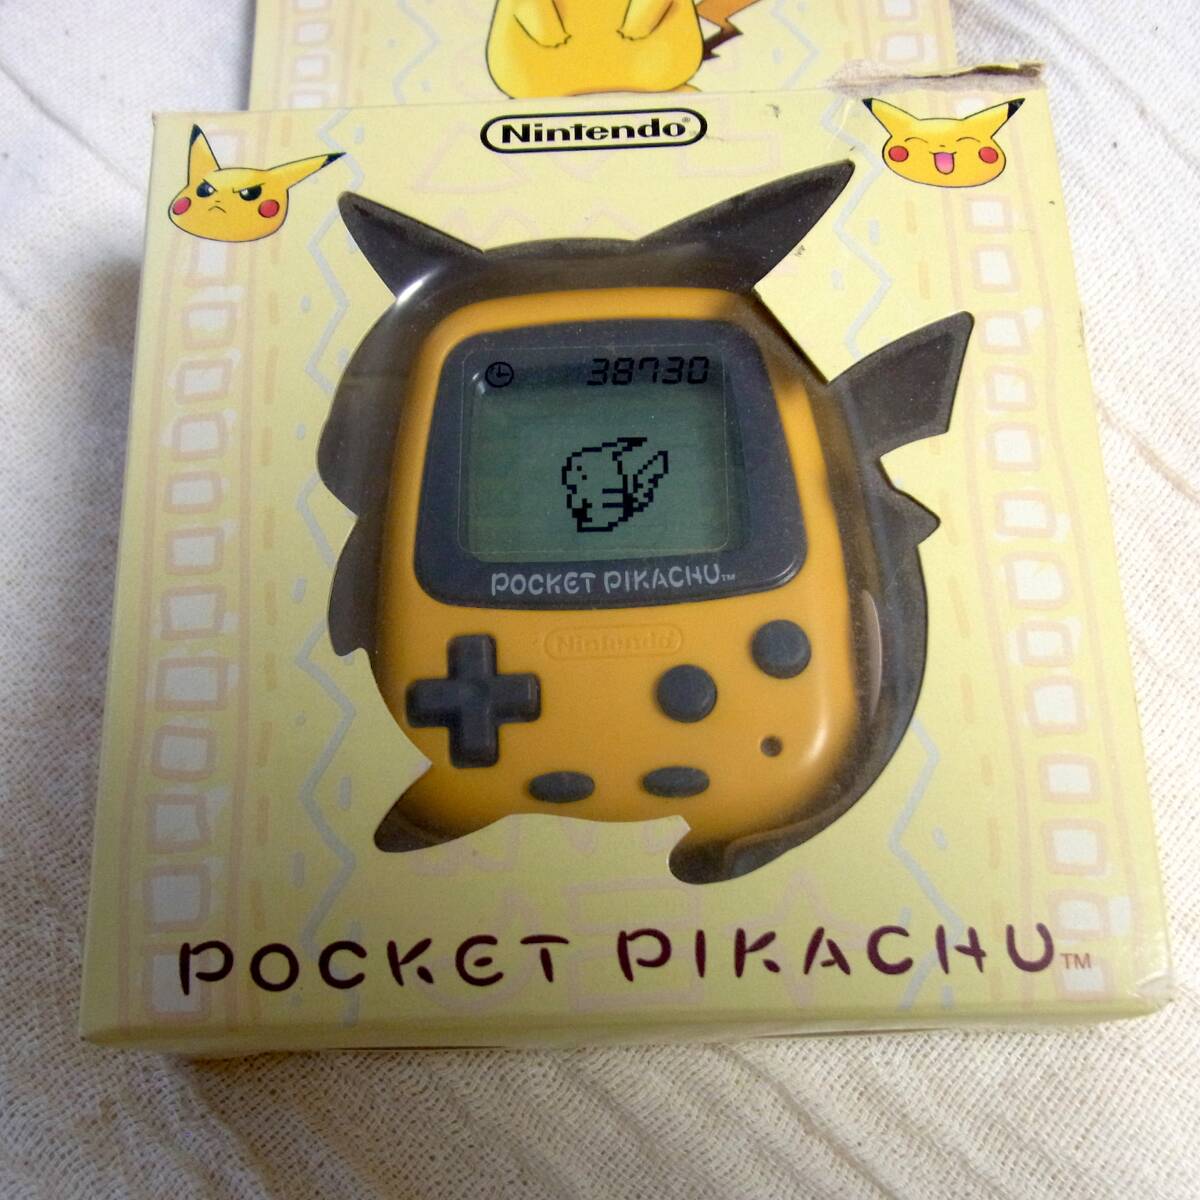 Nintendo®
38730
POCKET PIKACHU™
Nintendo
POCKET PIKACHU™